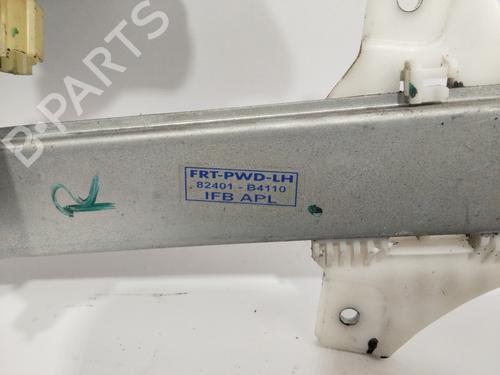 B-PARTS
FRT-PWD-LH
82401 - B4110
IFB APL
R